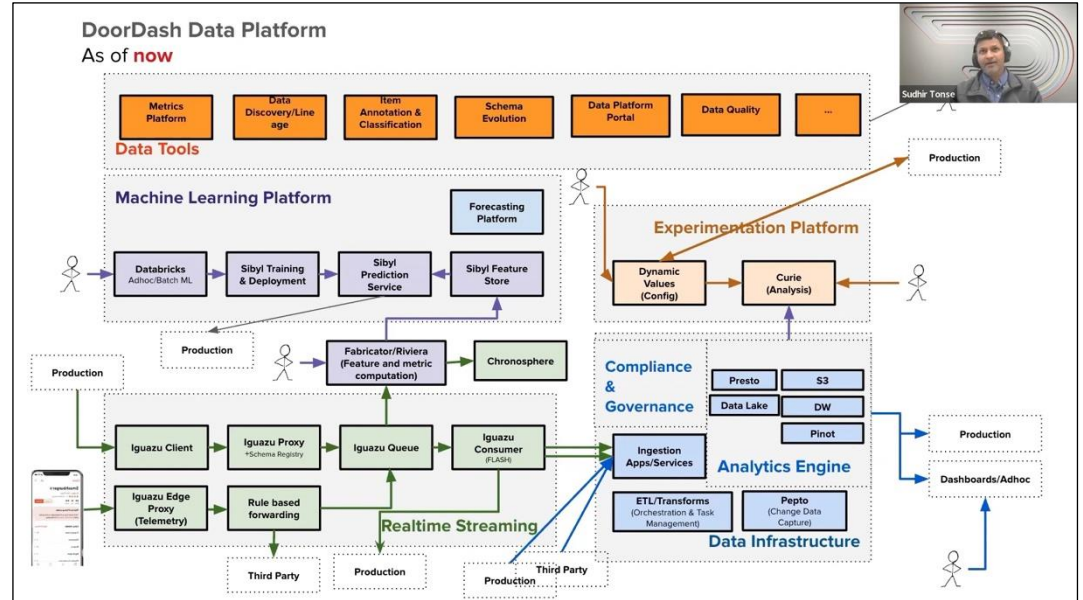 DoorDash Data Platform
As of now
Sudhir Tonse
Metrics
Platform
Data
Discovery/Line
age
Item
Annotation &
Classification
Schema
Evolution
Data Platform
Portal
Data Quality
...
Data Tools
Production
Machine Learning Platform
Forecasting
Platform
Databricks
Adhoc/Batch ML
Sibyl Training
& Deployment
Sibyl
Prediction
Service
Sibyl Feature
Store
Experimentation Platform
Dynamic
Values
(Config)
Curie
(Analysis)
Production
Production
Fabricator/Riviera
(Feature and metric
computation)
Chronosphere
Compliance
&
Governance
Presto
S3
Data Lake
DW
Pinot
Analytics Engine
Iguazu Client
Iguazu Proxy
+Schema Registry
Iguazu Queue
Iguazu
Consumer
(FLASH)
Ingestion
Apps/Services
Production
Dashboards/Adhoc
Iguazu Edge
Proxy
(Telemetry)
Rule based
forwarding
Realtime Streaming
ETL/Transforms
(Orchestration & Task
Management)
Pepto
(Change Data
Capture)
Data Infrastructure
Third Party
Production
Production
Third Party